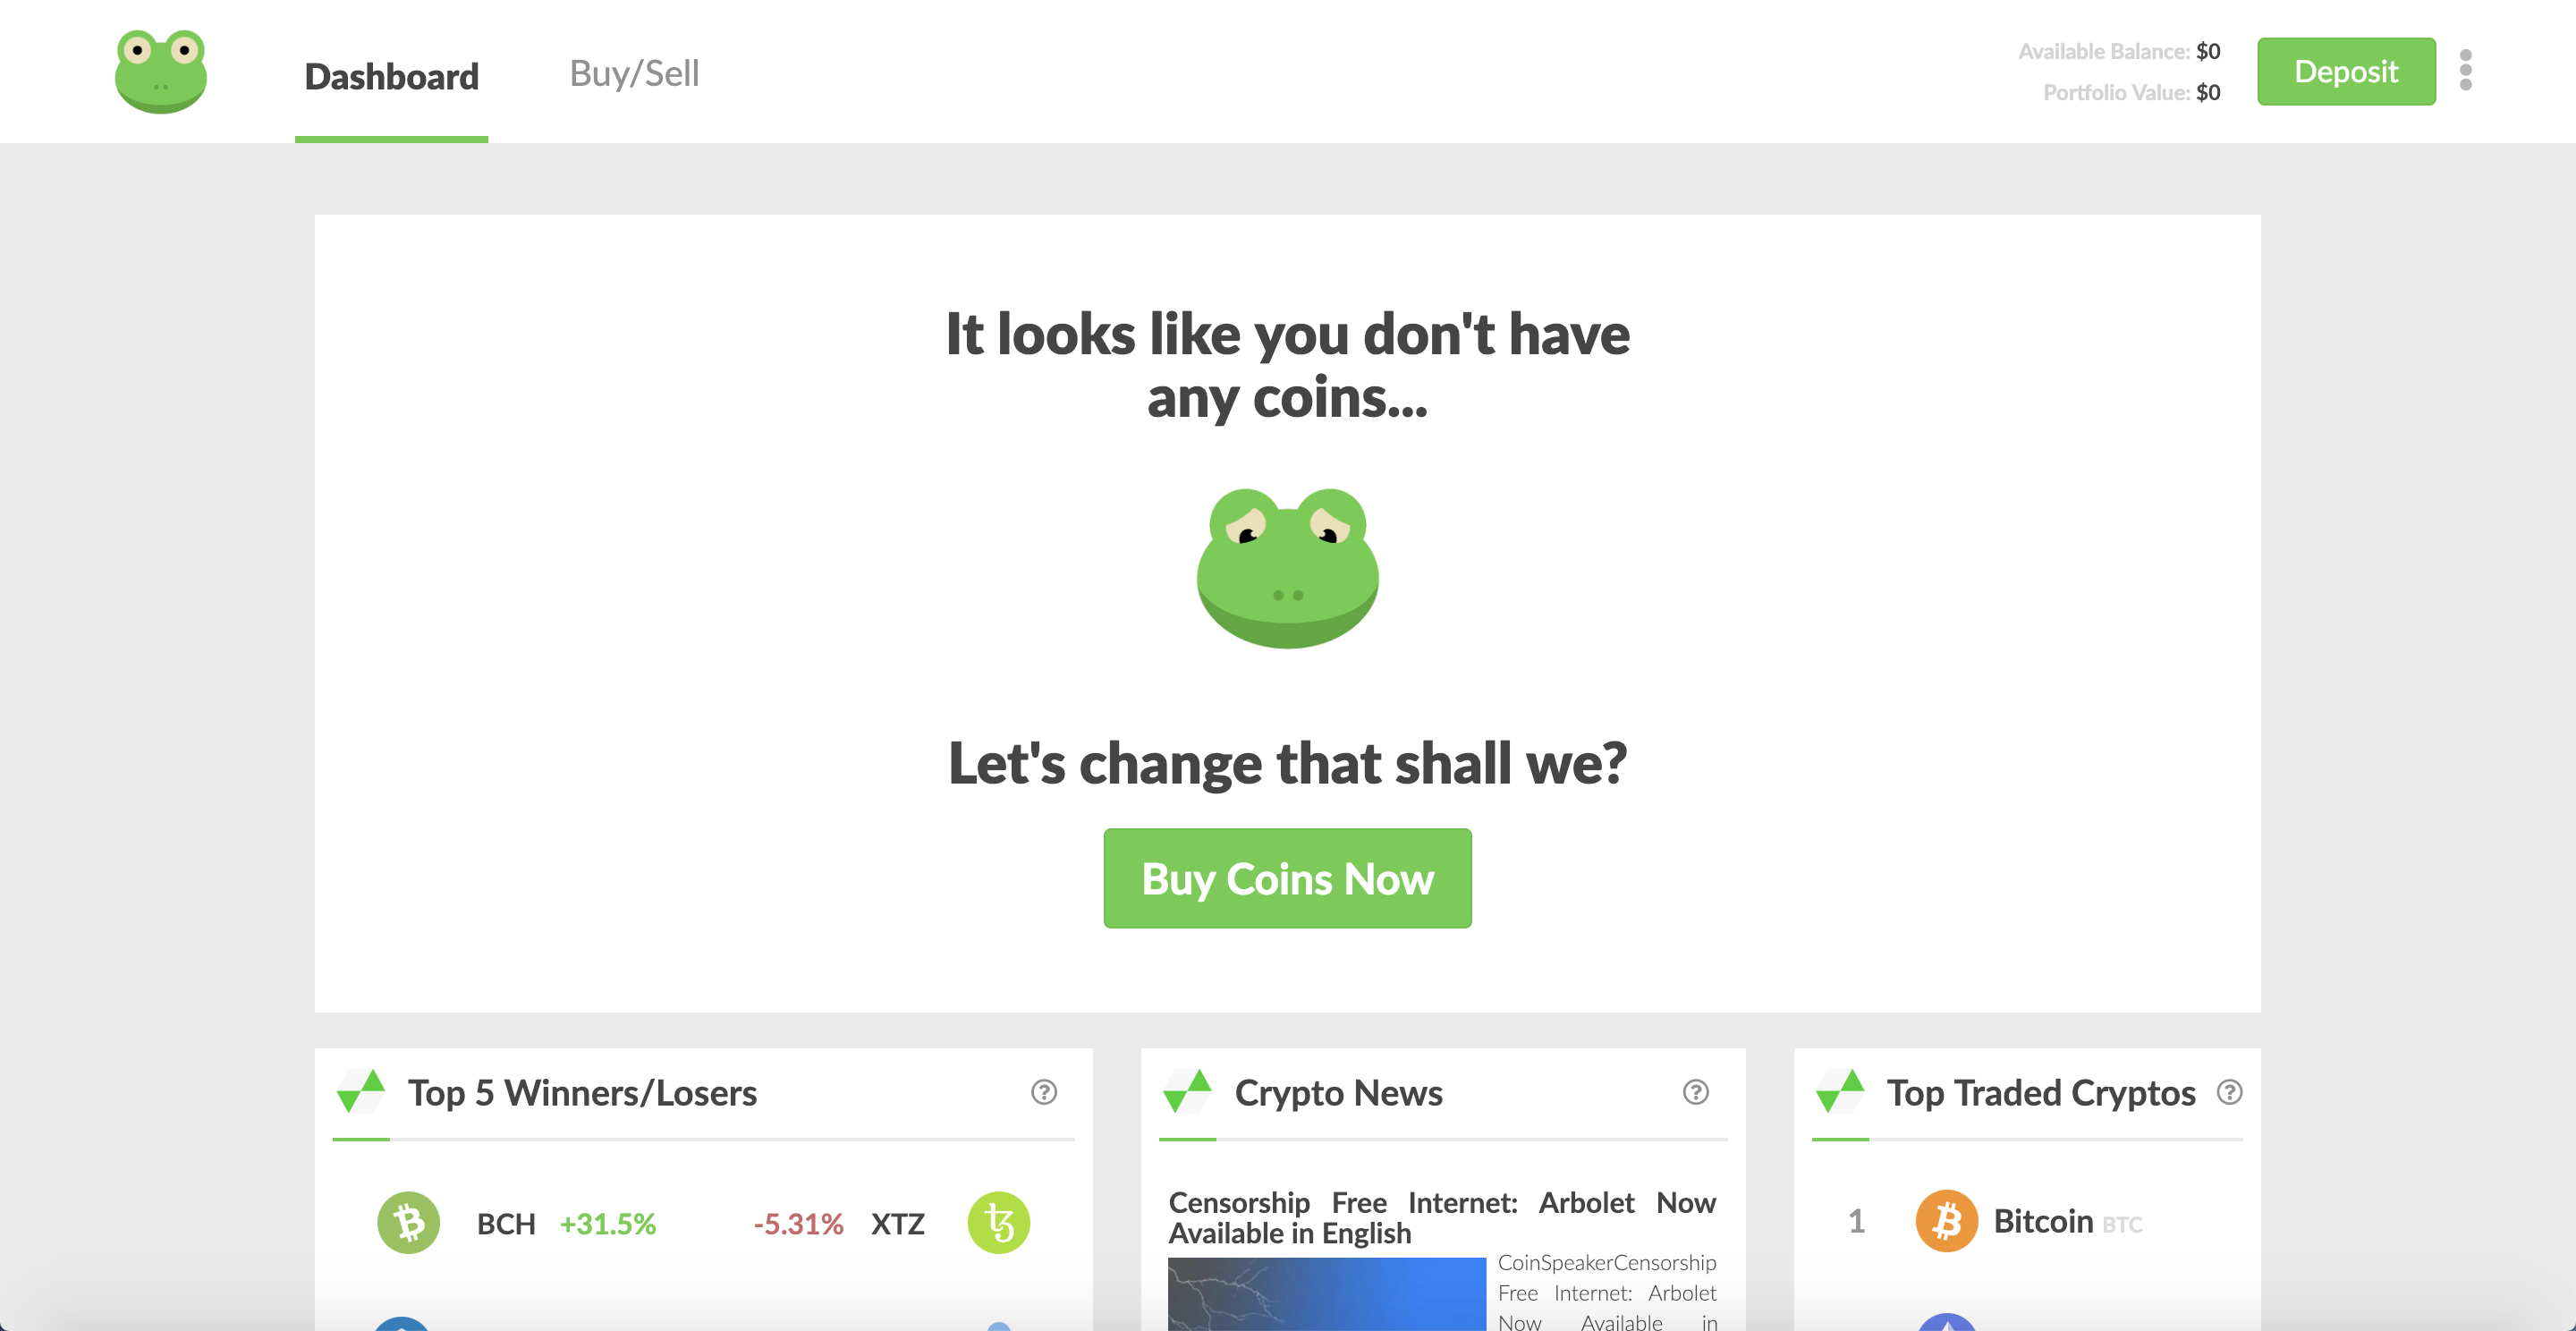 Dashboard
Buy/Sell
Available Balance: $0
Portfolio Value: $0
Deposit
It looks like you don't have
any coins...
Let's change that shall we?
Buy Coins Now
Top 5 Winners/Losers
BCH +31.5%
-5.31% XTZ
Crypto News
Censorship Free Internet: Arbolet Now
Available in English
CoinSpeakerCensorship
Free Internet: Arbolet
Now Available in
Top Traded Cryptos
1 Bitcoin BTC